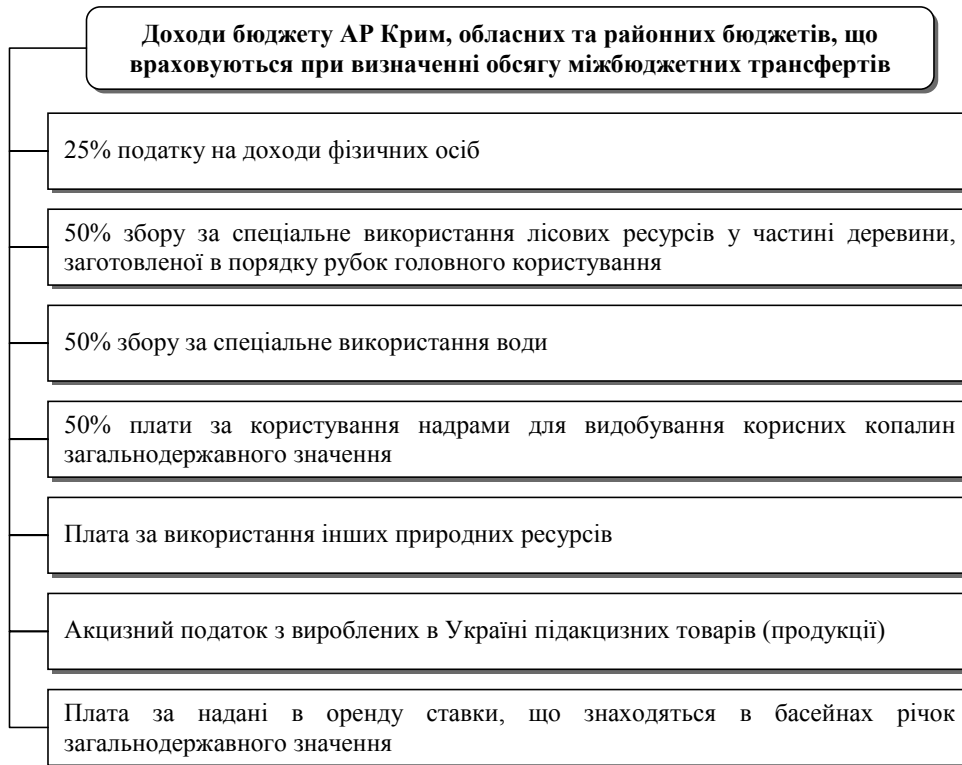 Доходи бюджету АР Крим, обласних та районних бюджетів, що
враховуються при визначенні обсягу міжбюджетних трансфертів
25% податку на доходи фізичних осіб
50% збору за спеціальне використання лісових ресурсів у частині деревини,
заготовленої в порядку рубок головного користування
50% збору за спеціальне використання води
50% плати за користування надрами для видобування корисних копалин
загальнодержавного значення
Плата за використання інших природних ресурсів
Акцизний податок з вироблених в Україні підакцизних товарів (продукції)
Плата за надані в оренду ставки, що знаходяться в басейнах річок
загальнодержавного значення